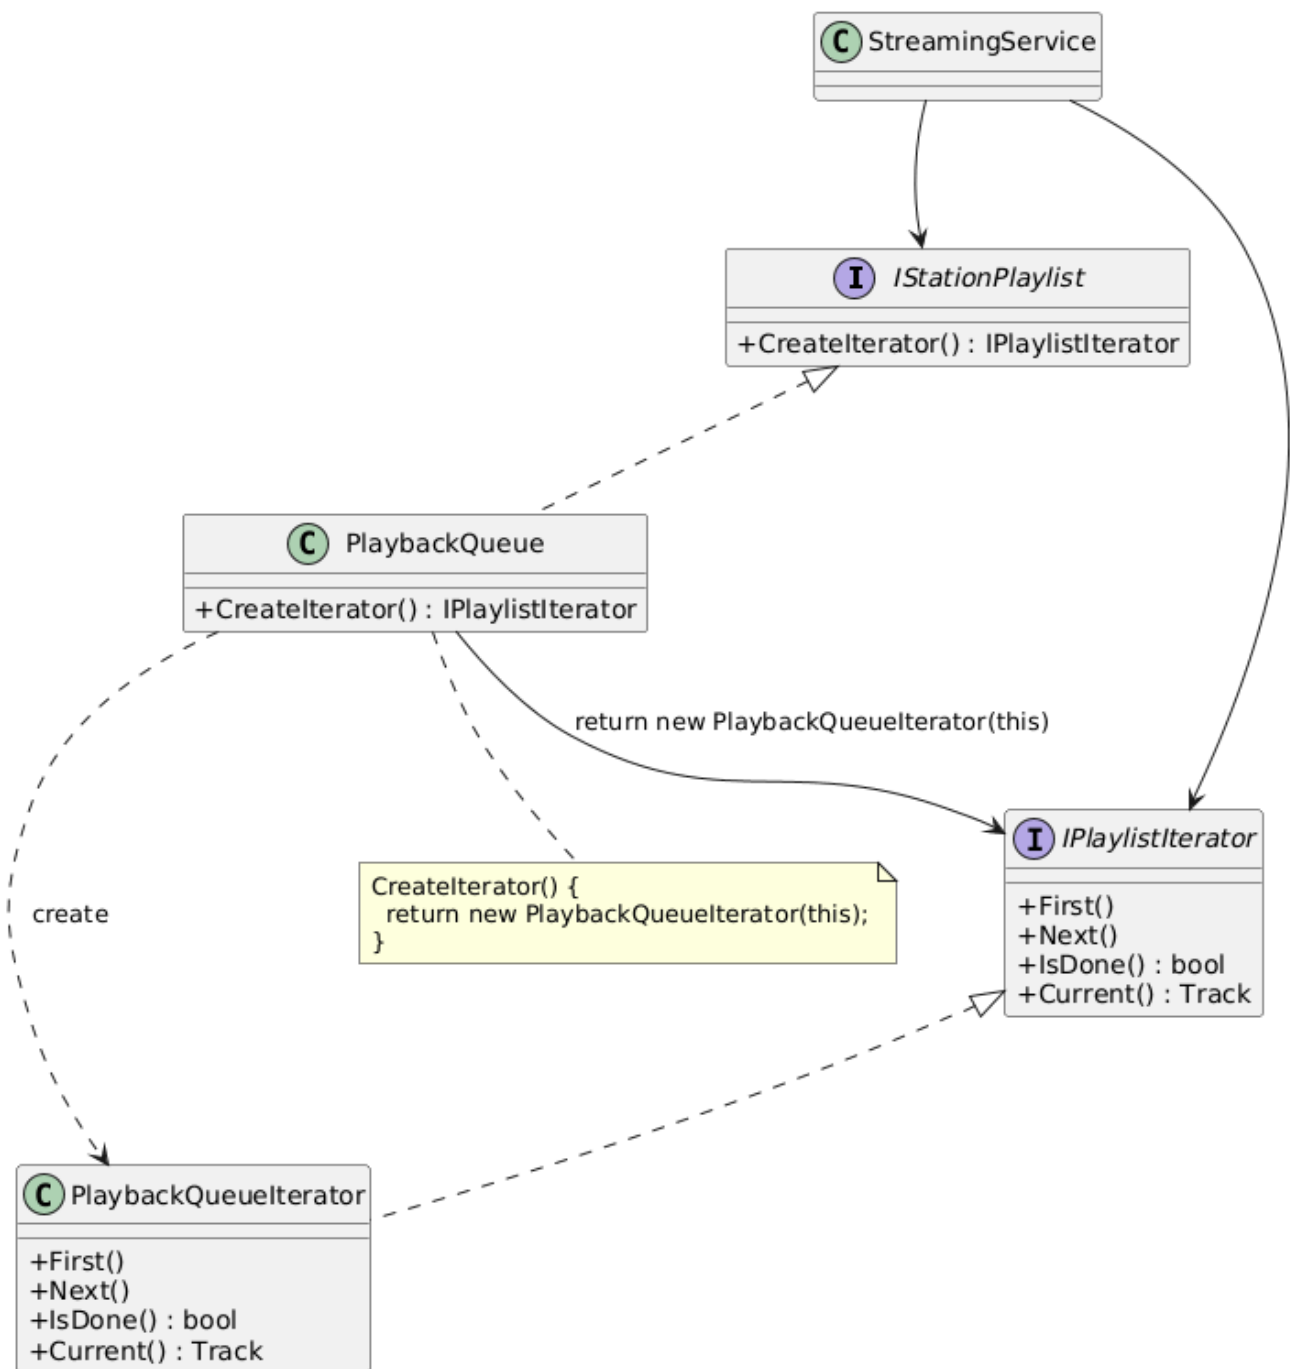 C StreamingService
I IStationPlaylist
+CreateIterator() : IPlaylistIterator
C PlaybackQueue
+CreateIterator() : IPlaylistIterator
return new PlaybackQueueIterator(this)
I IPlaylistIterator
+First()
+Next()
+IsDone() : bool
+Current() : Track
CreateIterator() {
return new PlaybackQueueIterator(this);
}
create
C PlaybackQueueIterator
+First()
+Next()
+IsDone() : bool
+Current() : Track